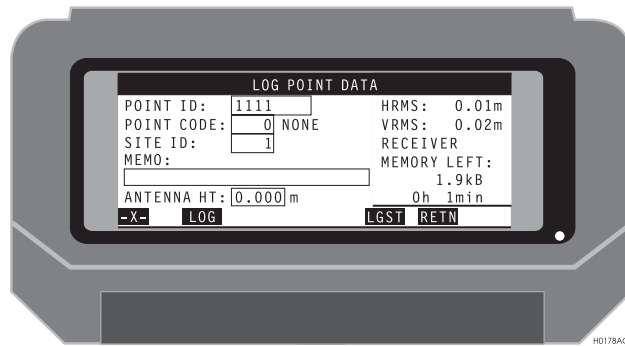 LOG POINT DATA
POINT ID: 1111 HRMS: 0.01m
POINT CODE: 0 NONE VRMS: 0.02m
SITE ID: 1 RECEIVER
MEMO: MEMORY LEFT:
1.9kB
ANTENNA HT: 0.000 m 0h 1min
-X- LOG LGST RETN
H0178AC